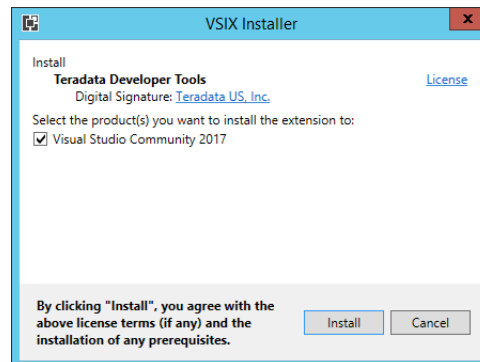 VSIX Installer
x
Install
Teradata Developer Tools
License
Digital Signature: Teradata US, Inc.
Select the product(s) you want to install the extension to:
Visual Studio Community 2017
By clicking "Install", you agree with the
above license terms (if any) and the
installation of any prerequisites.
Install
Cancel